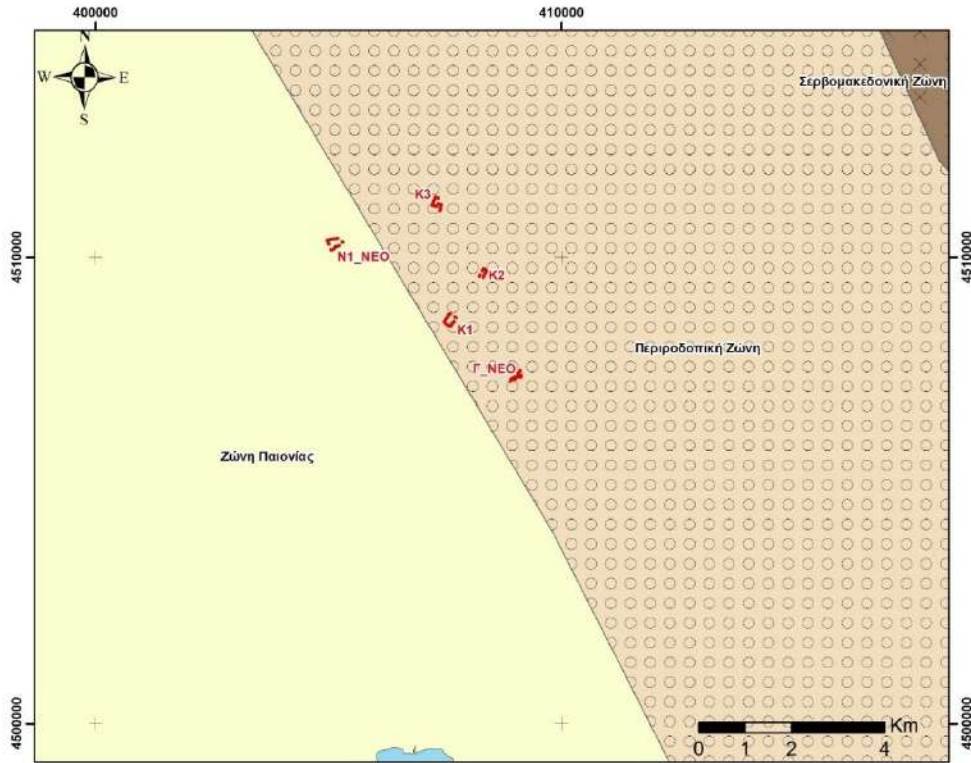 400000
410000
N
W
E
S
Σερβομακεδονική Ζώνη
K3
4510000
N1_NEO
4510000
K2
K1
Περιροδοπική Ζώνη
Γ_ΝΕΟ
Ζώνη Παιονίας
4500000
4500000
Km
0 1 2 4